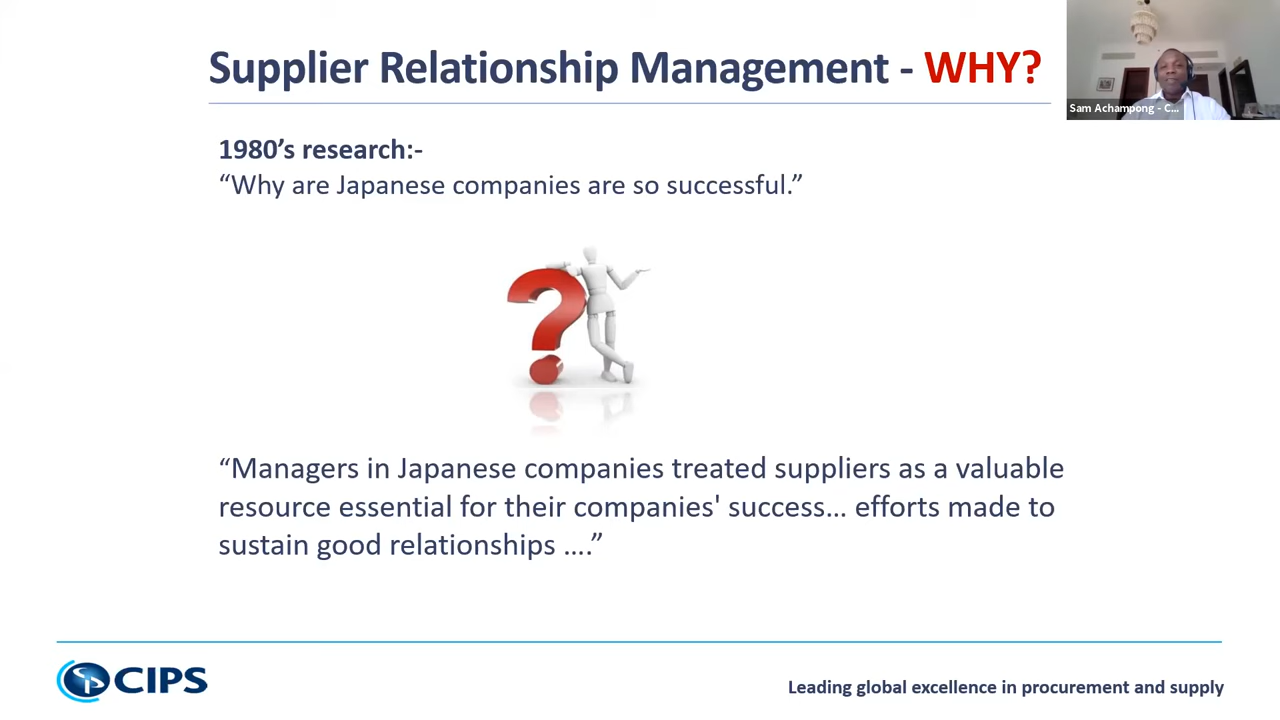 Supplier Relationship Management - WHY?
Sam Achampong - C...
1980’s research:-
“Why are Japanese companies are so successful.”
?
“Managers in Japanese companies treated suppliers as a valuable
resource essential for their companies' success... efforts made to
sustain good relationships ....”
CIPS
Leading global excellence in procurement and supply